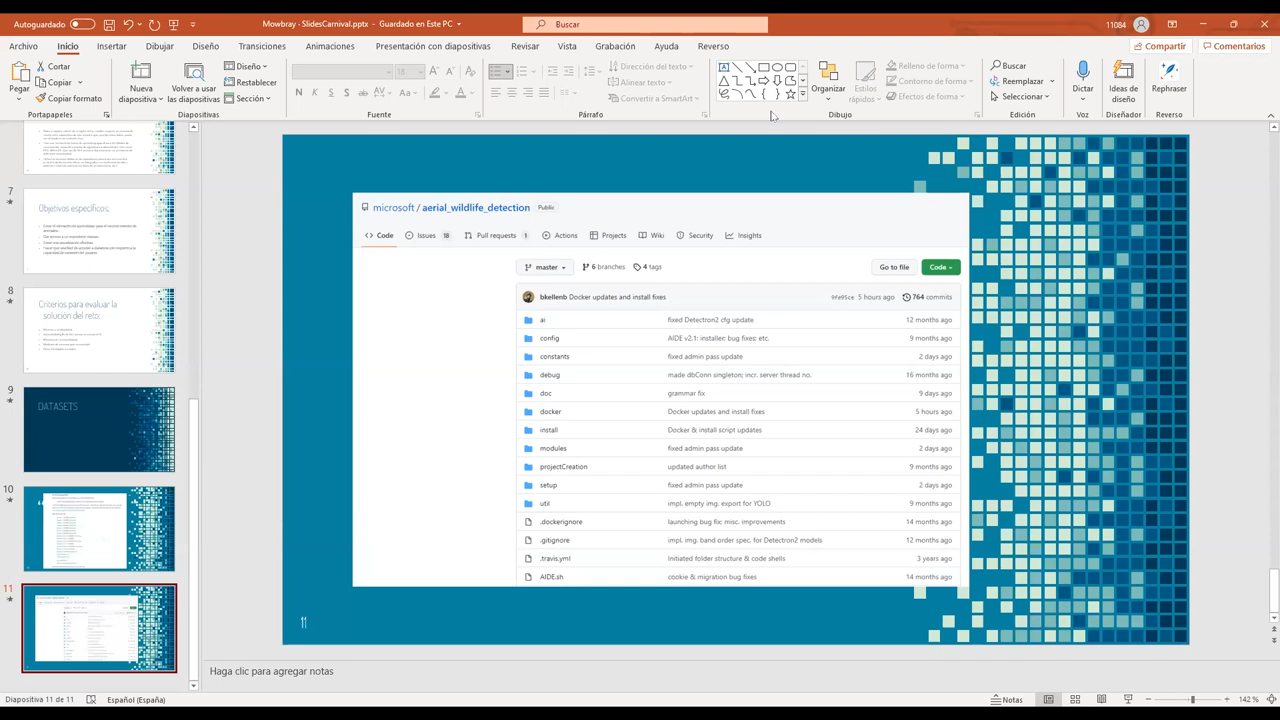 Autoguardado
Mowbray - SlidesCarnival.pptx • Guardado en Este PC
Buscar
11084
Archivo Inicio Insertar Dibujar Diseño Transiciones Animaciones Presentación con diapositivas Revisar Vista Grabación Ayuda Reverso
Compartir Comentarios
Pegar
Cortar
Copiar
Copiar formato
Portapapeles
Nueva diapositiva
Volver a usar las diapositivas
Diseño
Restablecer
Sección
Diapositivas
18
N K S
Aa
Fuente
Dirección del texto
Alinear texto
Convertir a SmartArt
Párrafo
Organizar
Estilos rápidos
Relleno de forma
Contorno de forma
Efectos de forma
Dibujo
Buscar
Reemplazar
Seleccionar
Edición
Dictar
Voz
Ideas de diseño
Diseñador
Rephraser
Reverso
7
Objetivos específicos:
8
Criterios para evaluar la
solución del reto:
9
DATASETS
10
11
microsoft / aerial_wildlife_detection Public
Code Issues 18 Pull requests 1 Actions Projects Wiki Security Insights
master 6 branches 4 tags Go to file Code
bkellenb Docker updates and install fixes 9fe95ce 5 hours ago 764 commits
ai fixed Detectron2 cfg update 12 months ago
config AIDE v2.1: installer; bug fixes; etc. 9 months ago
constants fixed admin pass update 2 days ago
debug made dbConn singleton; incr. server thread no. 16 months ago
doc grammar fix 9 days ago
docker Docker updates and install fixes 5 hours ago
install Docker & install script updates 24 days ago
modules fixed admin pass update 2 days ago
projectCreation updated author list 9 months ago
setup fixed admin pass update 2 days ago
util impl. empty img. export for YOLO 9 months ago
.dockerignore launching bug fix; misc. improvements 14 months ago
.gitignore impl. img. band order spec. for Detectron2 models 12 months ago
.travis.yml Initiated folder structure & code shells 3 years ago
AIDE.sh cookie & migration bug fixes 14 months ago
11
Haga clic para agregar notas
Diapositiva 11 de 11 Español (España) Notas 142 %